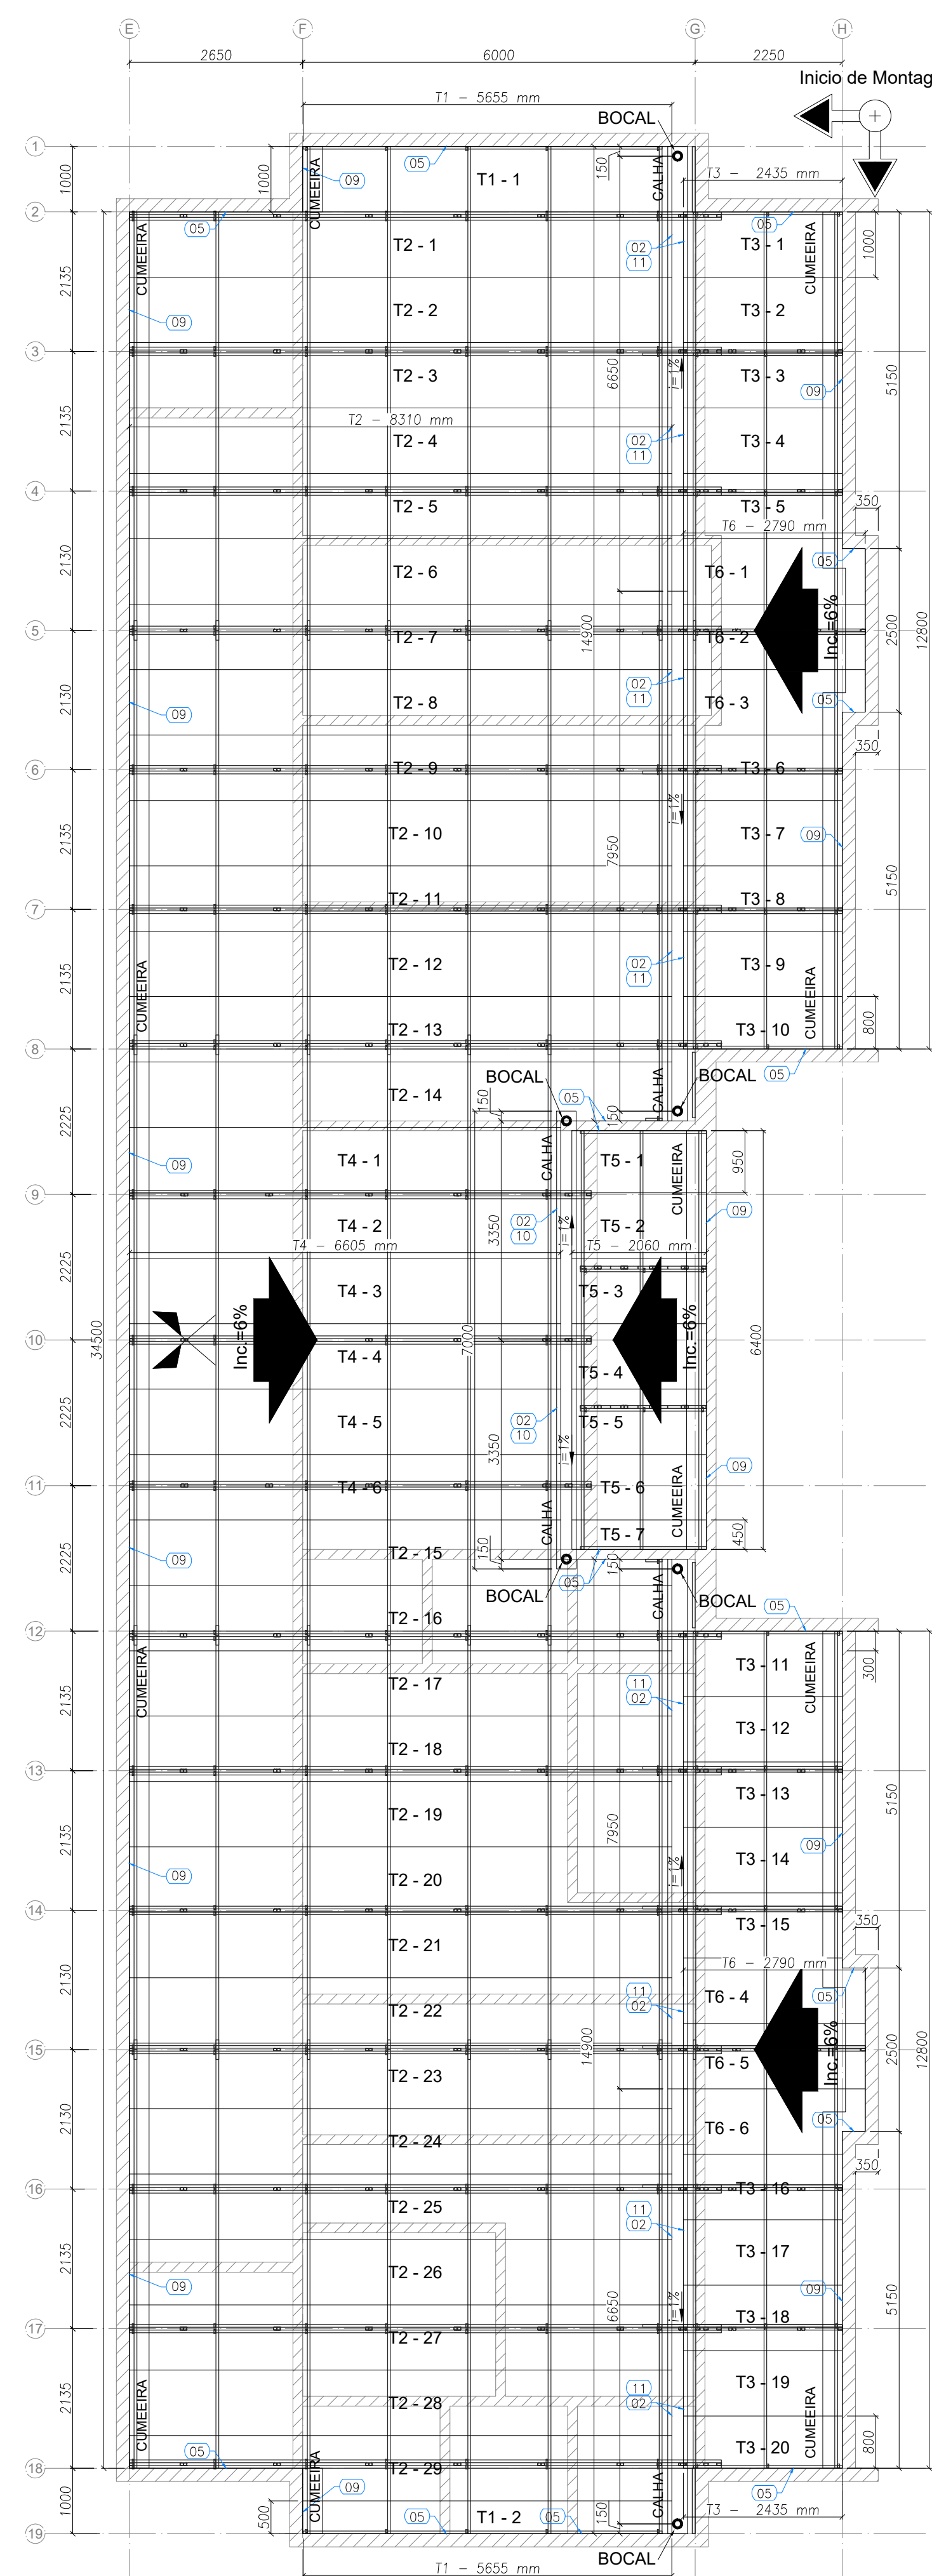 E F G H
2650 6000 2250
Inicio de Montag
T1 - 5655 mm
BOCAL
1
1000
1000
CUMEEIRA
09
05
T1 - 1
150
CALHA
T3 - 2435 mm
2
05
05
CUMEEIRA
T2 - 1
02
11
T3 - 1
CUMEEIRA
1000
2135
T2 - 2
T3 - 2
09
3
T2 - 3
6650
i=1%
T3 - 3
09
5150
2135
T2 - 8310 mm
T2 - 4
02
11
T3 - 4
4
T2 - 5
T3 - 5
350
T6 - 2790 mm
05
2130
T2 - 6
T6 - 1
5
T2 - 7
14900
T6 - 2
Inc.=6%
2500
12800
2130
09
T2 - 8
02
11
T6 - 3
05
350
6
T2 - 9
T3 - 6
i=1%
2135
T2 - 10
7950
T3 - 7
09
5150
7
T2 - 11
T3 - 8
2135
CUMEEIRA
T2 - 12
02
11
T3 - 9
CUMEEIRA
800
8
T2 - 13
T3 - 10
05
BOCAL
BOCAL
2225
T2 - 14
150
05
150
CALHA
09
T4 - 1
CALHA
T5 - 1
CUMEEIRA
950
9
T4 - 2
3350
02
10
i=1%
T5 - 2
09
T4 - 6605 mm
T5 - 2060 mm
2225
T4 - 3
T5 - 3
34500
10
Inc.=6%
7000
Inc.=6%
6400
T4 - 4
T5 - 4
2225
T4 - 5
02
10
T5 - 5
3350
i=1%
09
11
T4 - 6
T5 - 6
CUMEEIRA
CALHA
2225
09
T2 - 15
150
T5 - 7
450
BOCAL
05
150
CALHA
BOCAL
05
T2 - 16
12
CUMEEIRA
T2 - 17
11
02
T3 - 11
CUMEEIRA
300
2135
T2 - 18
T3 - 12
13
T2 - 19
T3 - 13
5150
2135
09
T2 - 20
7950
i=1%
T3 - 14
09
14
T2 - 21
T3 - 15
350
T6 - 2790 mm
2130
T2 - 22
11
02
T6 - 4
05
15
T2 - 23
14900
T6 - 5
Inc.=6%
2500
12800
2130
T2 - 24
T6 - 6
05
350
16
T2 - 25
T3 - 16
11
02
2135
09
T2 - 26
T3 - 17
09
5150
17
T2 - 27
6650
i=1%
T3 - 18
2135
CUMEEIRA
T2 - 28
11
02
T3 - 19
CUMEEIRA
05
T3 - 20
800
18
T2 - 29
05
1000
500
CUMEEIRA
09
05
T1 - 2
05
150
CALHA
T3 - 2435 mm
19
BOCAL
T1 - 5655 mm